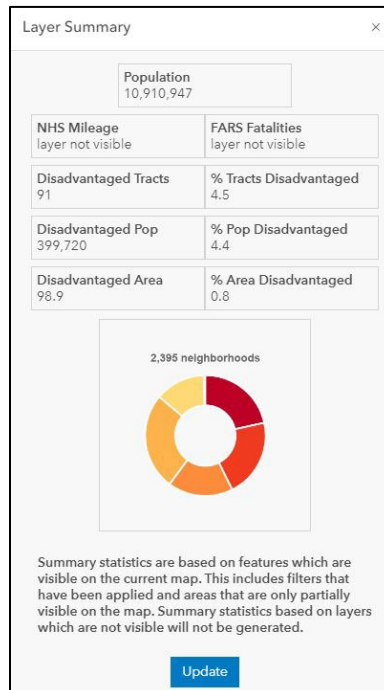 Layer Summary ×
Population
10,910,947
NHS Mileage
layer not visible
FARS Fatalities
layer not visible
Disadvantaged Tracts
91
% Tracts Disadvantaged
4.5
Disadvantaged Pop
399,720
% Pop Disadvantaged
4.4
Disadvantaged Area
98.9
% Area Disadvantaged
0.8
2,395 neighborhoods
Summary statistics are based on features which are
visible on the current map. This includes filters that
have been applied and areas that are only partially
visible on the map. Summary statistics based on layers
which are not visible will not be generated.
Update